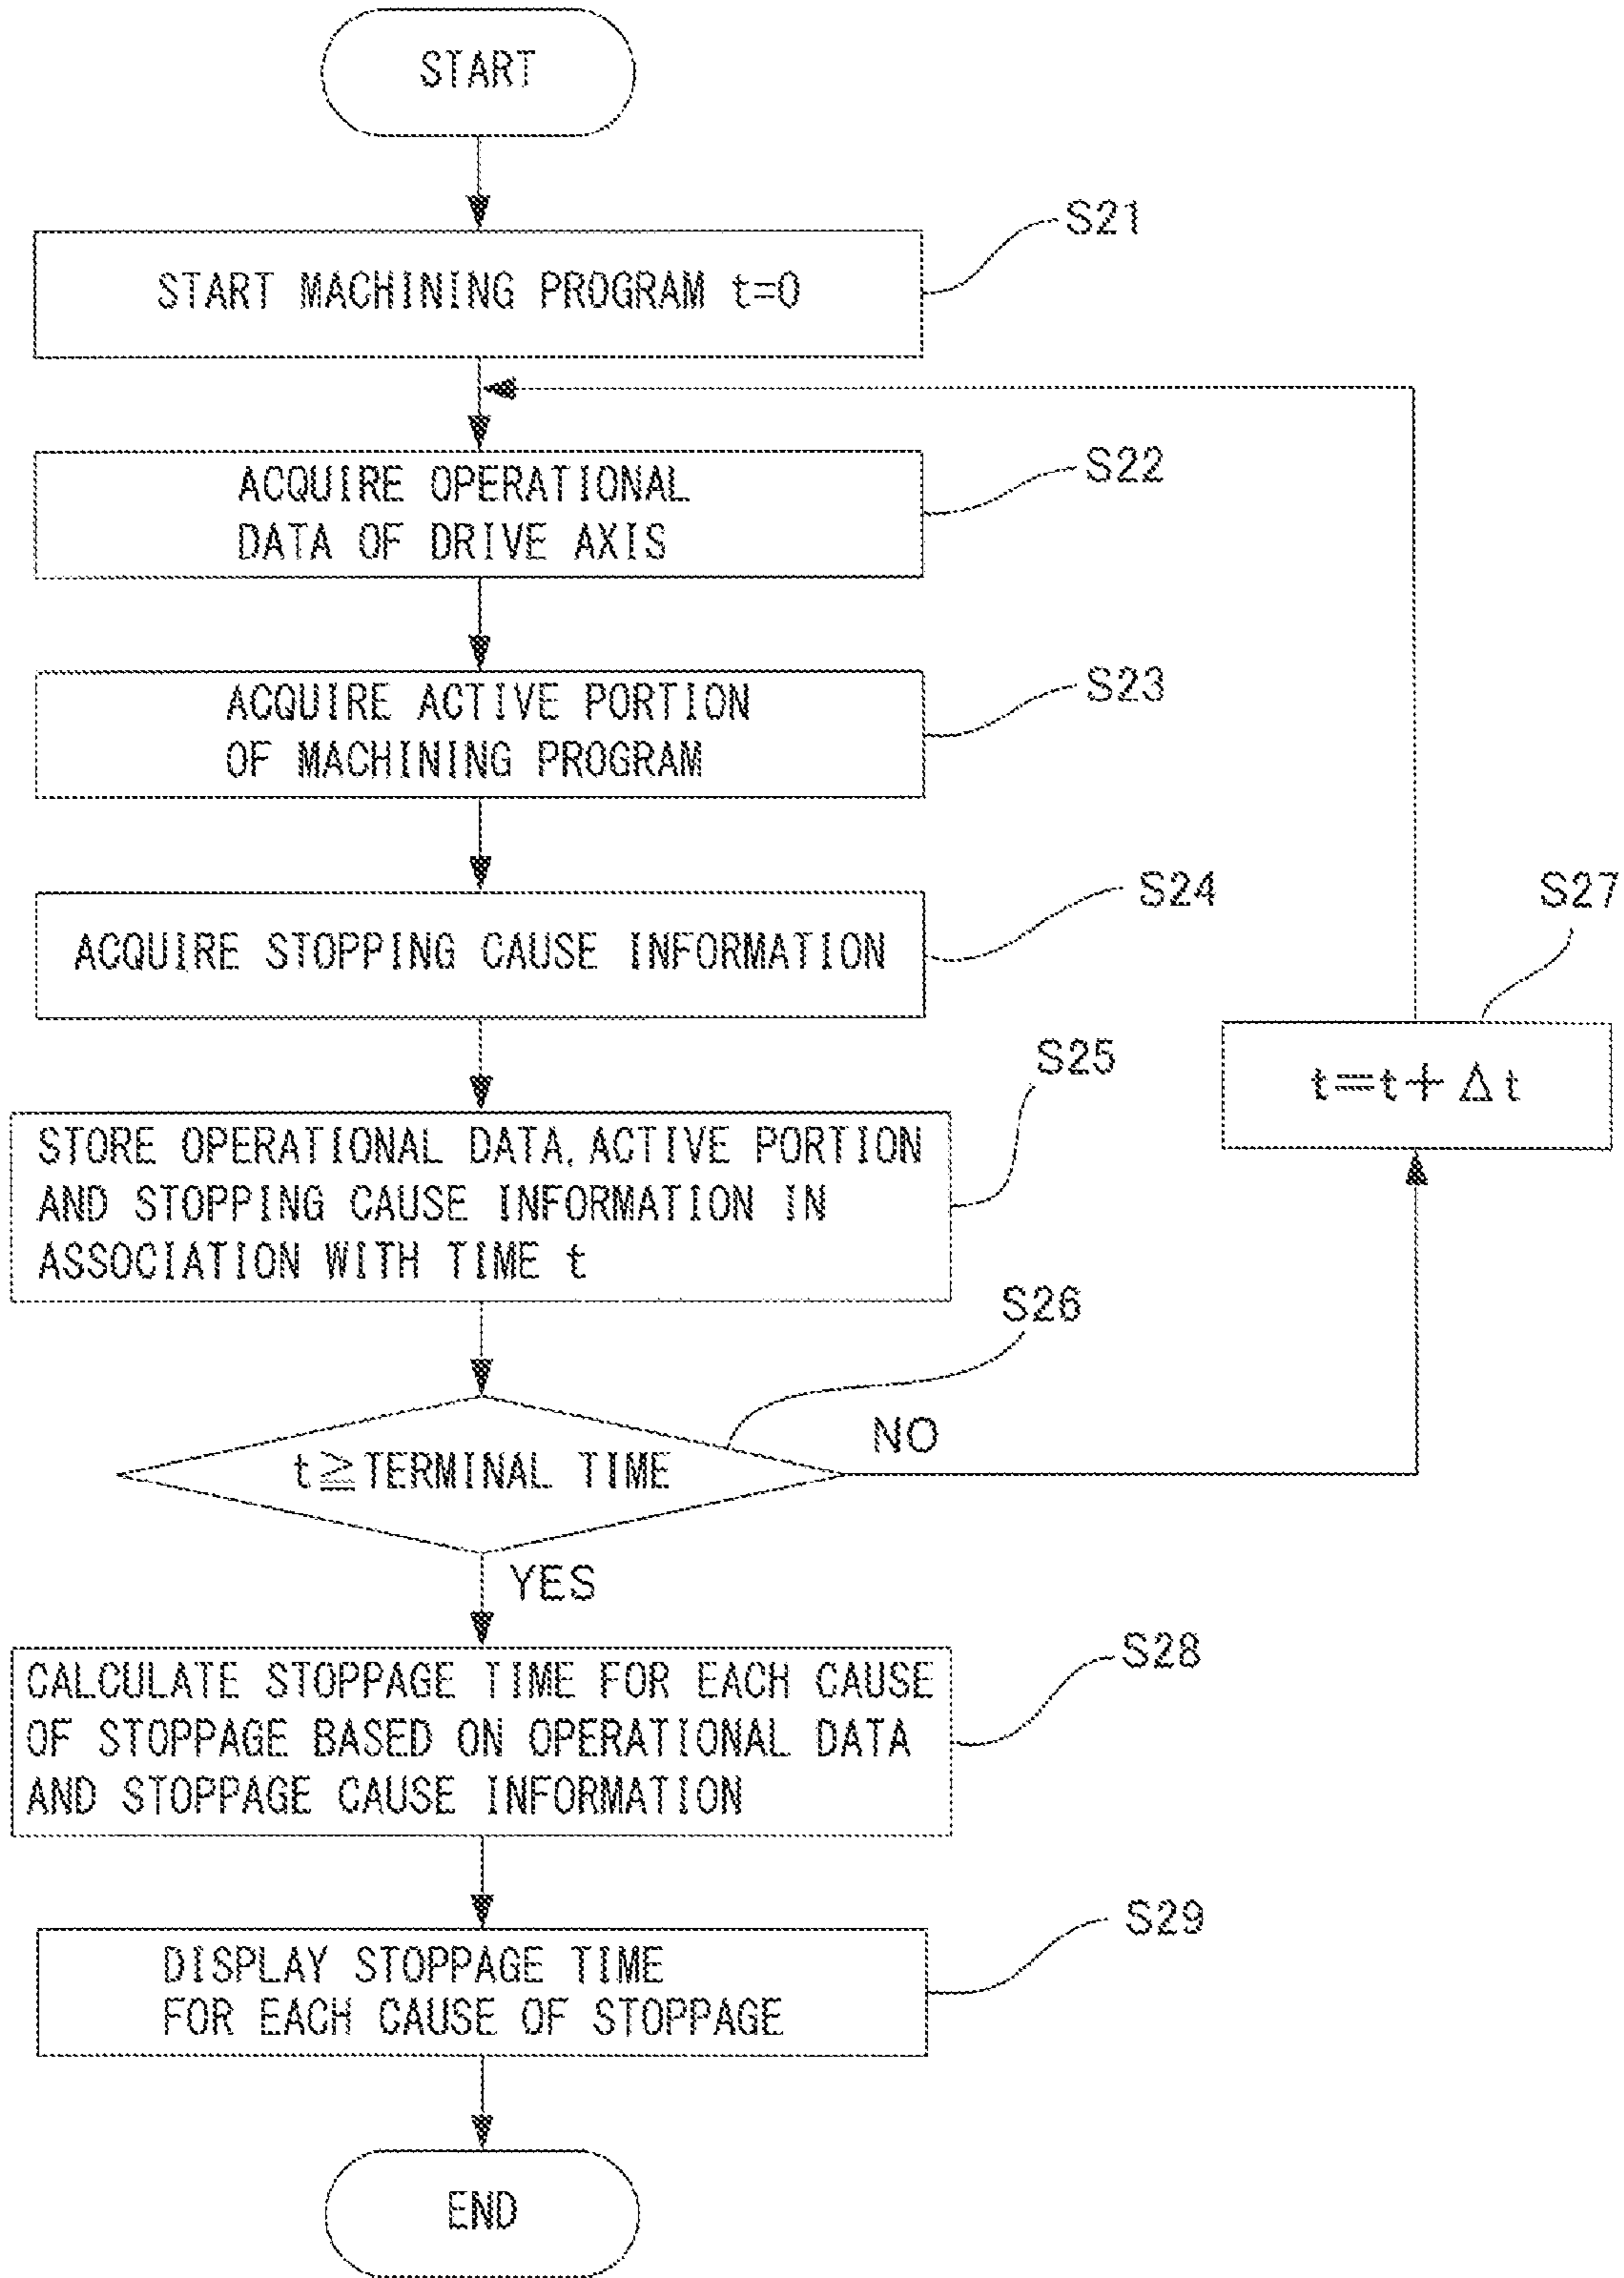 START
S21
START MACHINING PROGRAM t=0
S22
ACQUIRE OPERATIONAL
DATA OF DRIVE AXIS
S23
ACQUIRE ACTIVE PORTION
OF MACHINING PROGRAM
S24
ACQUIRE STOPPING CAUSE INFORMATION
S27
t=t+Δt
S25
STORE OPERATIONAL DATA, ACTIVE PORTION
AND STOPPING CAUSE INFORMATION IN
ASSOCIATION WITH TIME t
S26
t≧TERMINAL TIME
NO
YES
S28
CALCULATE STOPPAGE TIME FOR EACH CAUSE
OF STOPPAGE BASED ON OPERATIONAL DATA
AND STOPPAGE CAUSE INFORMATION
S29
DISPLAY STOPPAGE TIME
FOR EACH CAUSE OF STOPPAGE
END